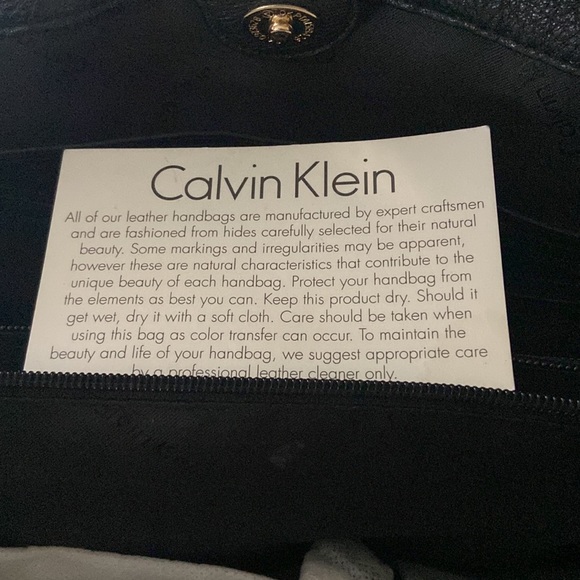 Calvin Klein
All of our leather handbags are manufactured by expert craftsmen
and are fashioned from hides carefully selected for their natural
beauty. Some markings and irregularities may be apparent,
however these are natural characteristics that contribute to the
unique beauty of each handbag. Protect your handbag from
the elements as best you can. Keep this product dry. Should it
get wet, dry it with a soft cloth. Care should be taken when
using this bag as color transfer can occur. To maintain the
beauty and life of your handbag, we suggest appropriate care
by a professional leather cleaner only.